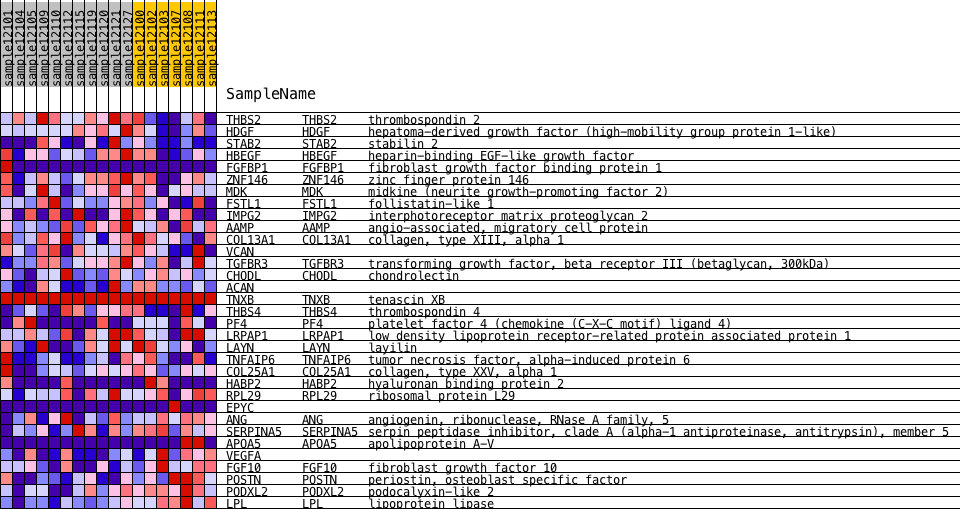 sample12101
sample12104
sample12105
sample12109
sample12110
sample12112
sample12115
sample12119
sample12120
sample12121
sample12127
sample12100
sample12102
sample12103
sample12107
sample12108
sample12111
sample12113
SampleName
THBS2 THBS2 thrombospondin 2
HDGF HDGF hepatoma-derived growth factor (high-mobility group protein 1-like)
STAB2 STAB2 stabilin 2
HBEGF HBEGF heparin-binding EGF-like growth factor
FGFBP1 FGFBP1 fibroblast growth factor binding protein 1
ZNF146 ZNF146 zinc finger protein 146
MDK MDK midkine (neurite growth-promoting factor 2)
FSTL1 FSTL1 follistatin-like 1
IMPG2 IMPG2 interphotoreceptor matrix proteoglycan 2
AAMP AAMP angio-associated, migratory cell protein
COL13A1 COL13A1 collagen, type XIII, alpha 1
VCAN
TGFBR3 TGFBR3 transforming growth factor, beta receptor III (betaglycan, 300kDa)
CHODL CHODL chondrolectin
ACAN
TNXB TNXB tenascin XB
THBS4 THBS4 thrombospondin 4
PF4 PF4 platelet factor 4 (chemokine (C-X-C motif) ligand 4)
LRPAP1 LRPAP1 low density lipoprotein receptor-related protein associated protein 1
LAYN LAYN layilin
TNFAIP6 TNFAIP6 tumor necrosis factor, alpha-induced protein 6
COL25A1 COL25A1 collagen, type XXV, alpha 1
HABP2 HABP2 hyaluronan binding protein 2
RPL29 RPL29 ribosomal protein L29
EPYC
ANG ANG angiogenin, ribonuclease, RNase A family, 5
SERPINA5 SERPINA5 serpin peptidase inhibitor, clade A (alpha-1 antiproteinase, antitrypsin), member 5
APOA5 APOA5 apolipoprotein A-V
VEGFA
FGF10 FGF10 fibroblast growth factor 10
POSTN POSTN periostin, osteoblast specific factor
PODXL2 PODXL2 podocalyxin-like 2
LPL LPL lipoprotein lipase